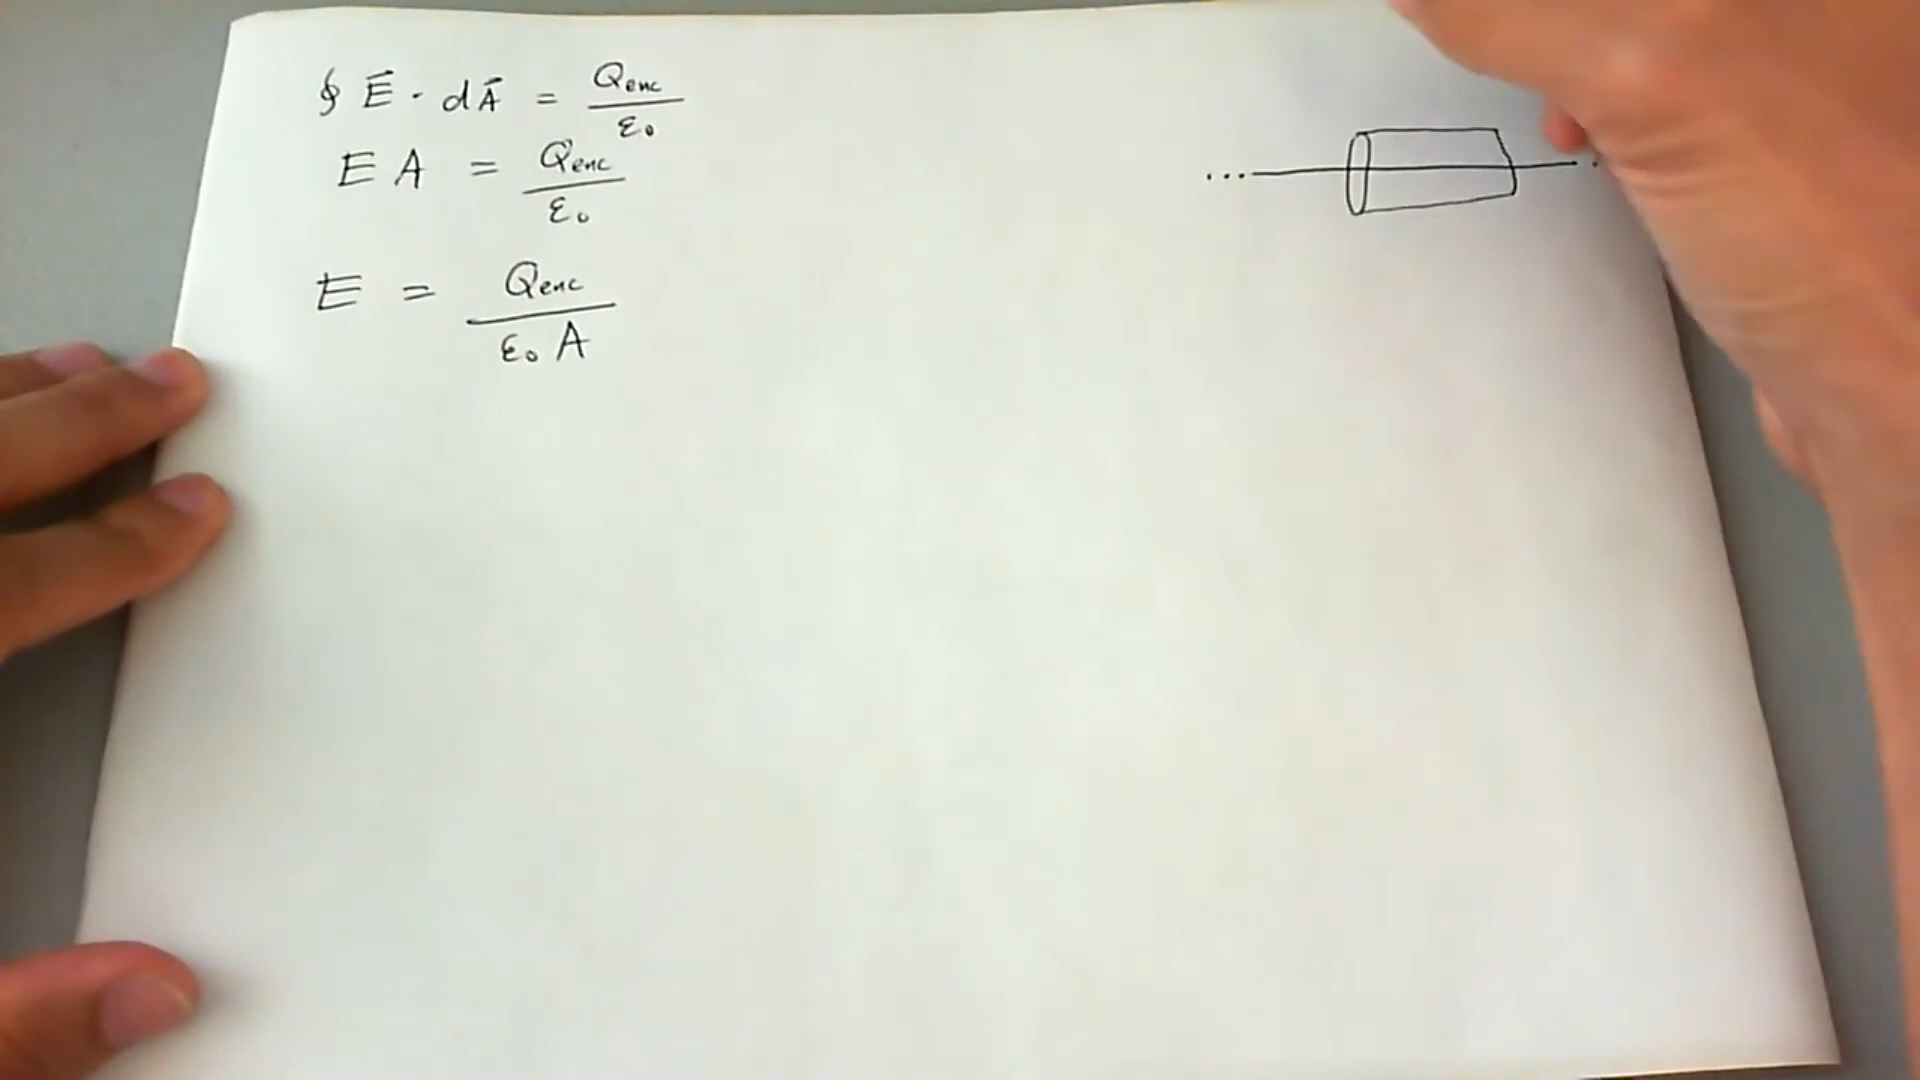 ∮ E⃗ · dA⃗ = Qenc / ε₀
E A = Qenc / ε₀
E = Qenc / ε₀ A